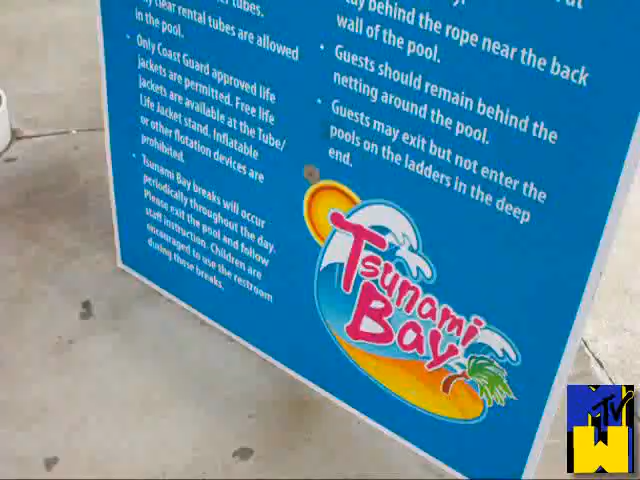 clear rental tubes are allowed
in the pool.
• Only Coast Guard approved life
jackets are permitted. Free life
jackets are available at the Tube/
Life Jacket stand. Inflatable
or other flotation devices are
prohibited.
• Tsunami Bay breaks will occur
periodically throughout the day.
Please exit the pool and follow
staff instruction. Children are
encouraged to use the restroom
during those breaks.
behind the rope near the back
wall of the pool.
• Guests should remain behind the
netting around the pool.
• Guests may exit but not enter the
pools on the ladders in the deep
end.
Tsunami
Bay
TV
W